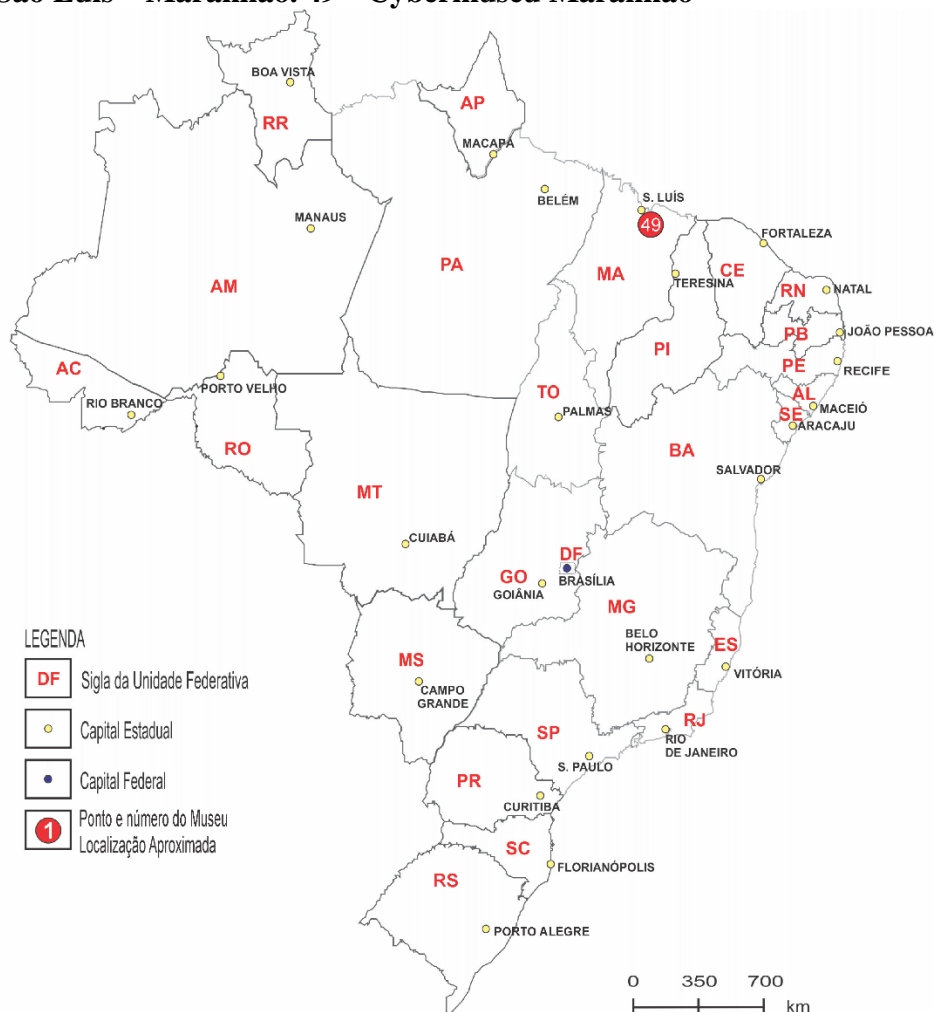 São Luís – Maranhão: 49 – Cybermuseu Maranhão
BOA VISTA
RR
AP
MACAPÁ
BELÉM
S. LUÍS
49
MANAUS
FORTALEZA
PA
MA
CE
TERESINA
AM
RN
NATAL
PB
JOÃO PESSOA
PI
PE
RECIFE
AC
PORTO VELHO
TO
AL
MACEIÓ
RIO BRANCO
PALMAS
SE
ARACAJU
RO
BA
SALVADOR
MT
CUIABÁ
DF
GO
BRASÍLIA
GOIÂNIA
MG
LEGENDA
BELO
HORIZONTE
ES
VITÓRIA
DF
Sigla da Unidade Federativa
MS
CAMPO
GRANDE
RJ
Capital Estadual
SP
RIO
DE JANEIRO
S. PAULO
Capital Federal
PR
CURITIBA
1
Ponto e número do Museu
Localização Aproximada
SC
FLORIANÓPOLIS
RS
PORTO ALEGRE
0 350 700
km